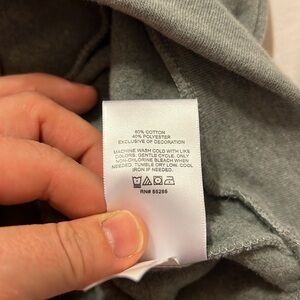 60% COTTON
40% POLYESTER
EXCLUSIVE OF DECORATION
MACHINE WASH COLD WITH LIKE
COLORS, GENTLE CYCLE. ONLY
NON-CHLORINE BLEACH WHEN
NEEDED. TUMBLE DRY LOW. COOL
IRON IF NEEDED.
RN# 55285